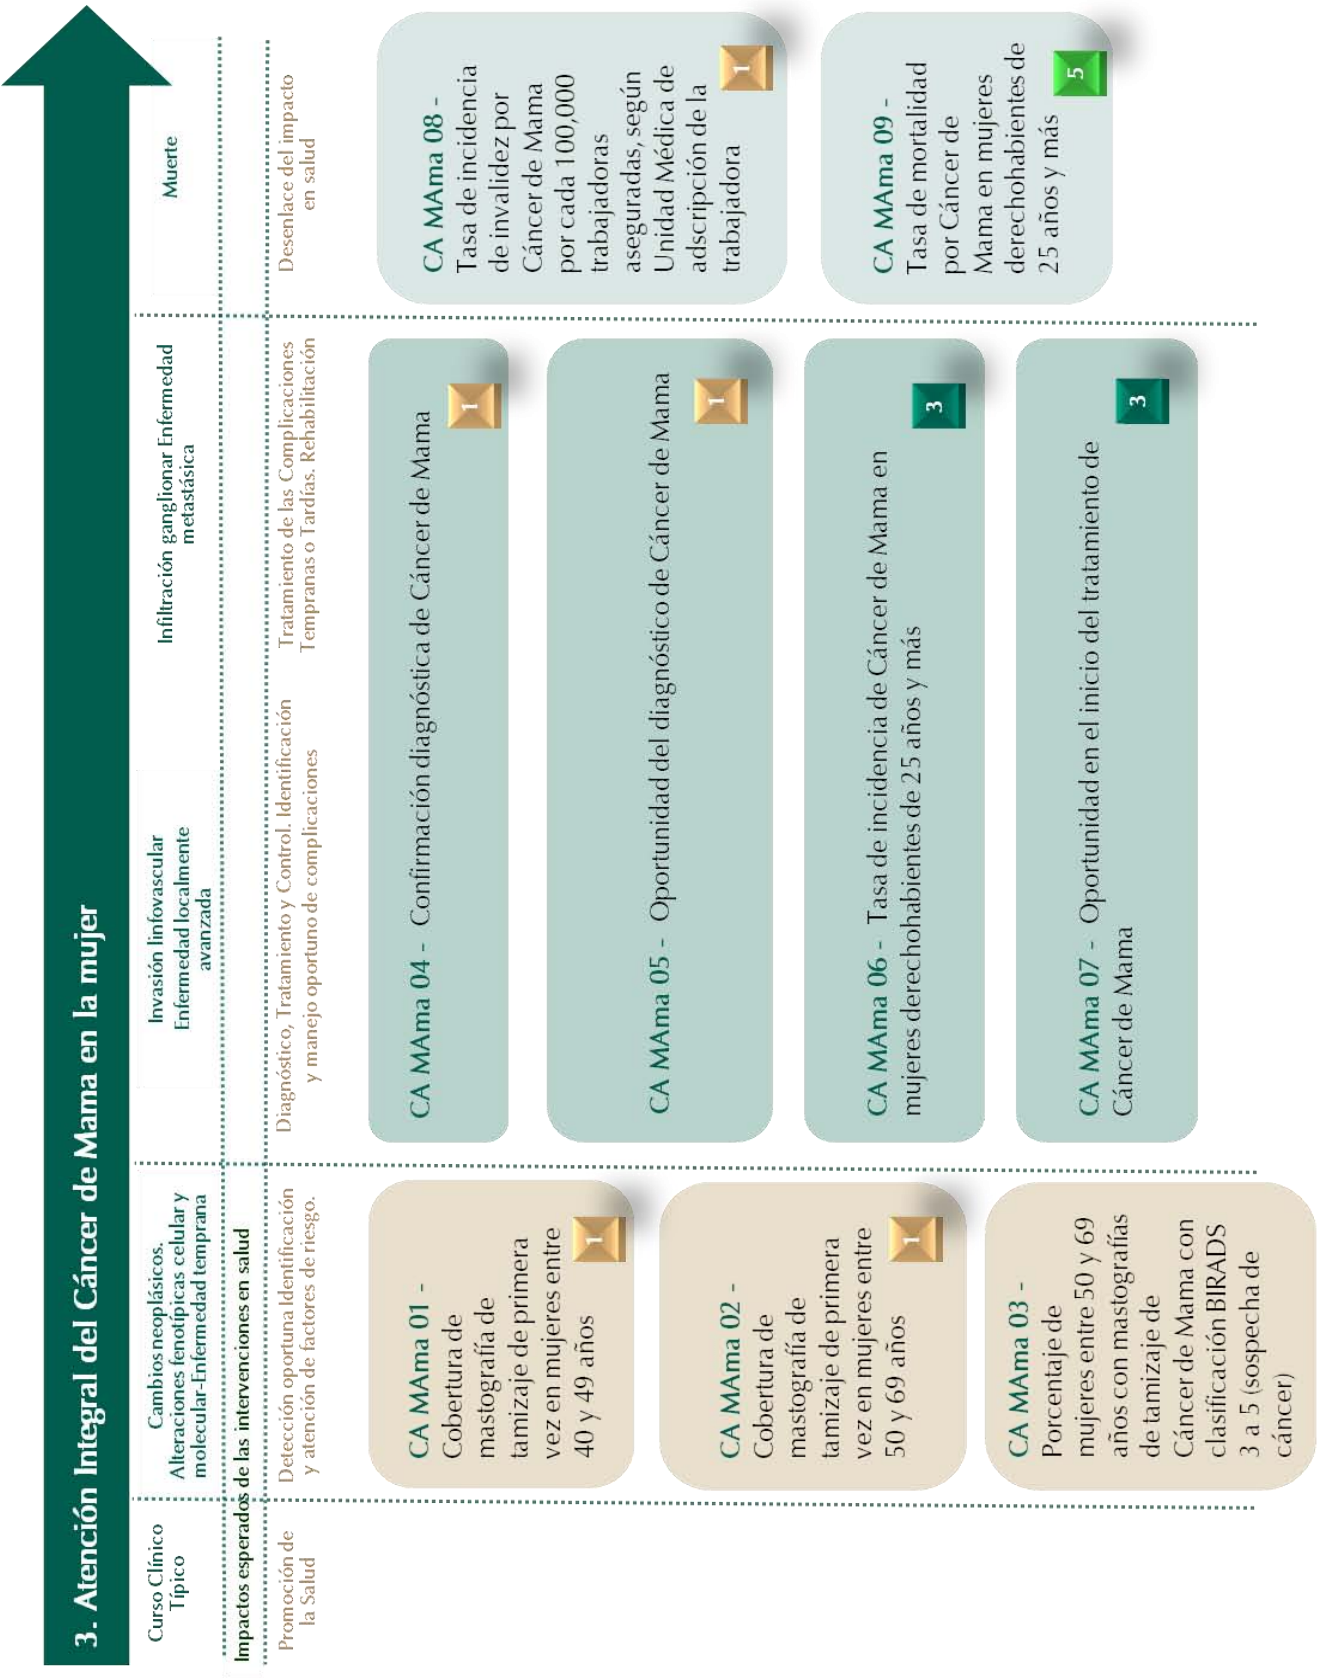 3. Atención Integral del Cáncer de Mama en la mujer
Curso Clínico
Típico
Cambios neoplásicos.
Alteraciones fenotípicas celular y
molecular-Enfermedad temprana
Invasión linfovascular
Enfermedad localmente
avanzada
Infiltración ganglionar Enfermedad
metastásica
Muerte
Impactos esperados de las intervenciones en salud
Promoción de
la Salud
Detección oportuna Identificación
y atención de factores de riesgo.
Diagnóstico, Tratamiento y Control. Identificación
y manejo oportuno de complicaciones
Tratamiento de las Complicaciones
Tempranas o Tardías. Rehabilitación
Desenlace del impacto
en salud
CA MAma 01 -
Cobertura de
mastografía de
tamizaje de primera
vez en mujeres entre
40 y 49 años
1
CA MAma 02 -
Cobertura de
mastografía de
tamizaje de primera
vez en mujeres entre
50 y 69 años
1
CA MAma 03 -
Porcentaje de
mujeres entre 50 y 69
años con mastografías
de tamizaje de
Cáncer de Mama con
clasificación BIRADS
3 a 5 (sospecha de
cáncer)
CA MAma 04 - Confirmación diagnóstica de Cáncer de Mama
1
CA MAma 05 - Oportunidad del diagnóstico de Cáncer de Mama
1
CA MAma 06 - Tasa de incidencia de Cáncer de Mama en
mujeres derechohabientes de 25 años y más
3
CA MAma 07 - Oportunidad en el inicio del tratamiento de
Cáncer de Mama
3
CA MAma 08 -
Tasa de incidencia
de invalidez por
Cáncer de Mama
por cada 100,000
trabajadoras
aseguradas, según
Unidad Médica de
adscripción de la
trabajadora
1
CA MAma 09 -
Tasa de mortalidad
por Cáncer de
Mama en mujeres
derechohabientes de
25 años y más
5